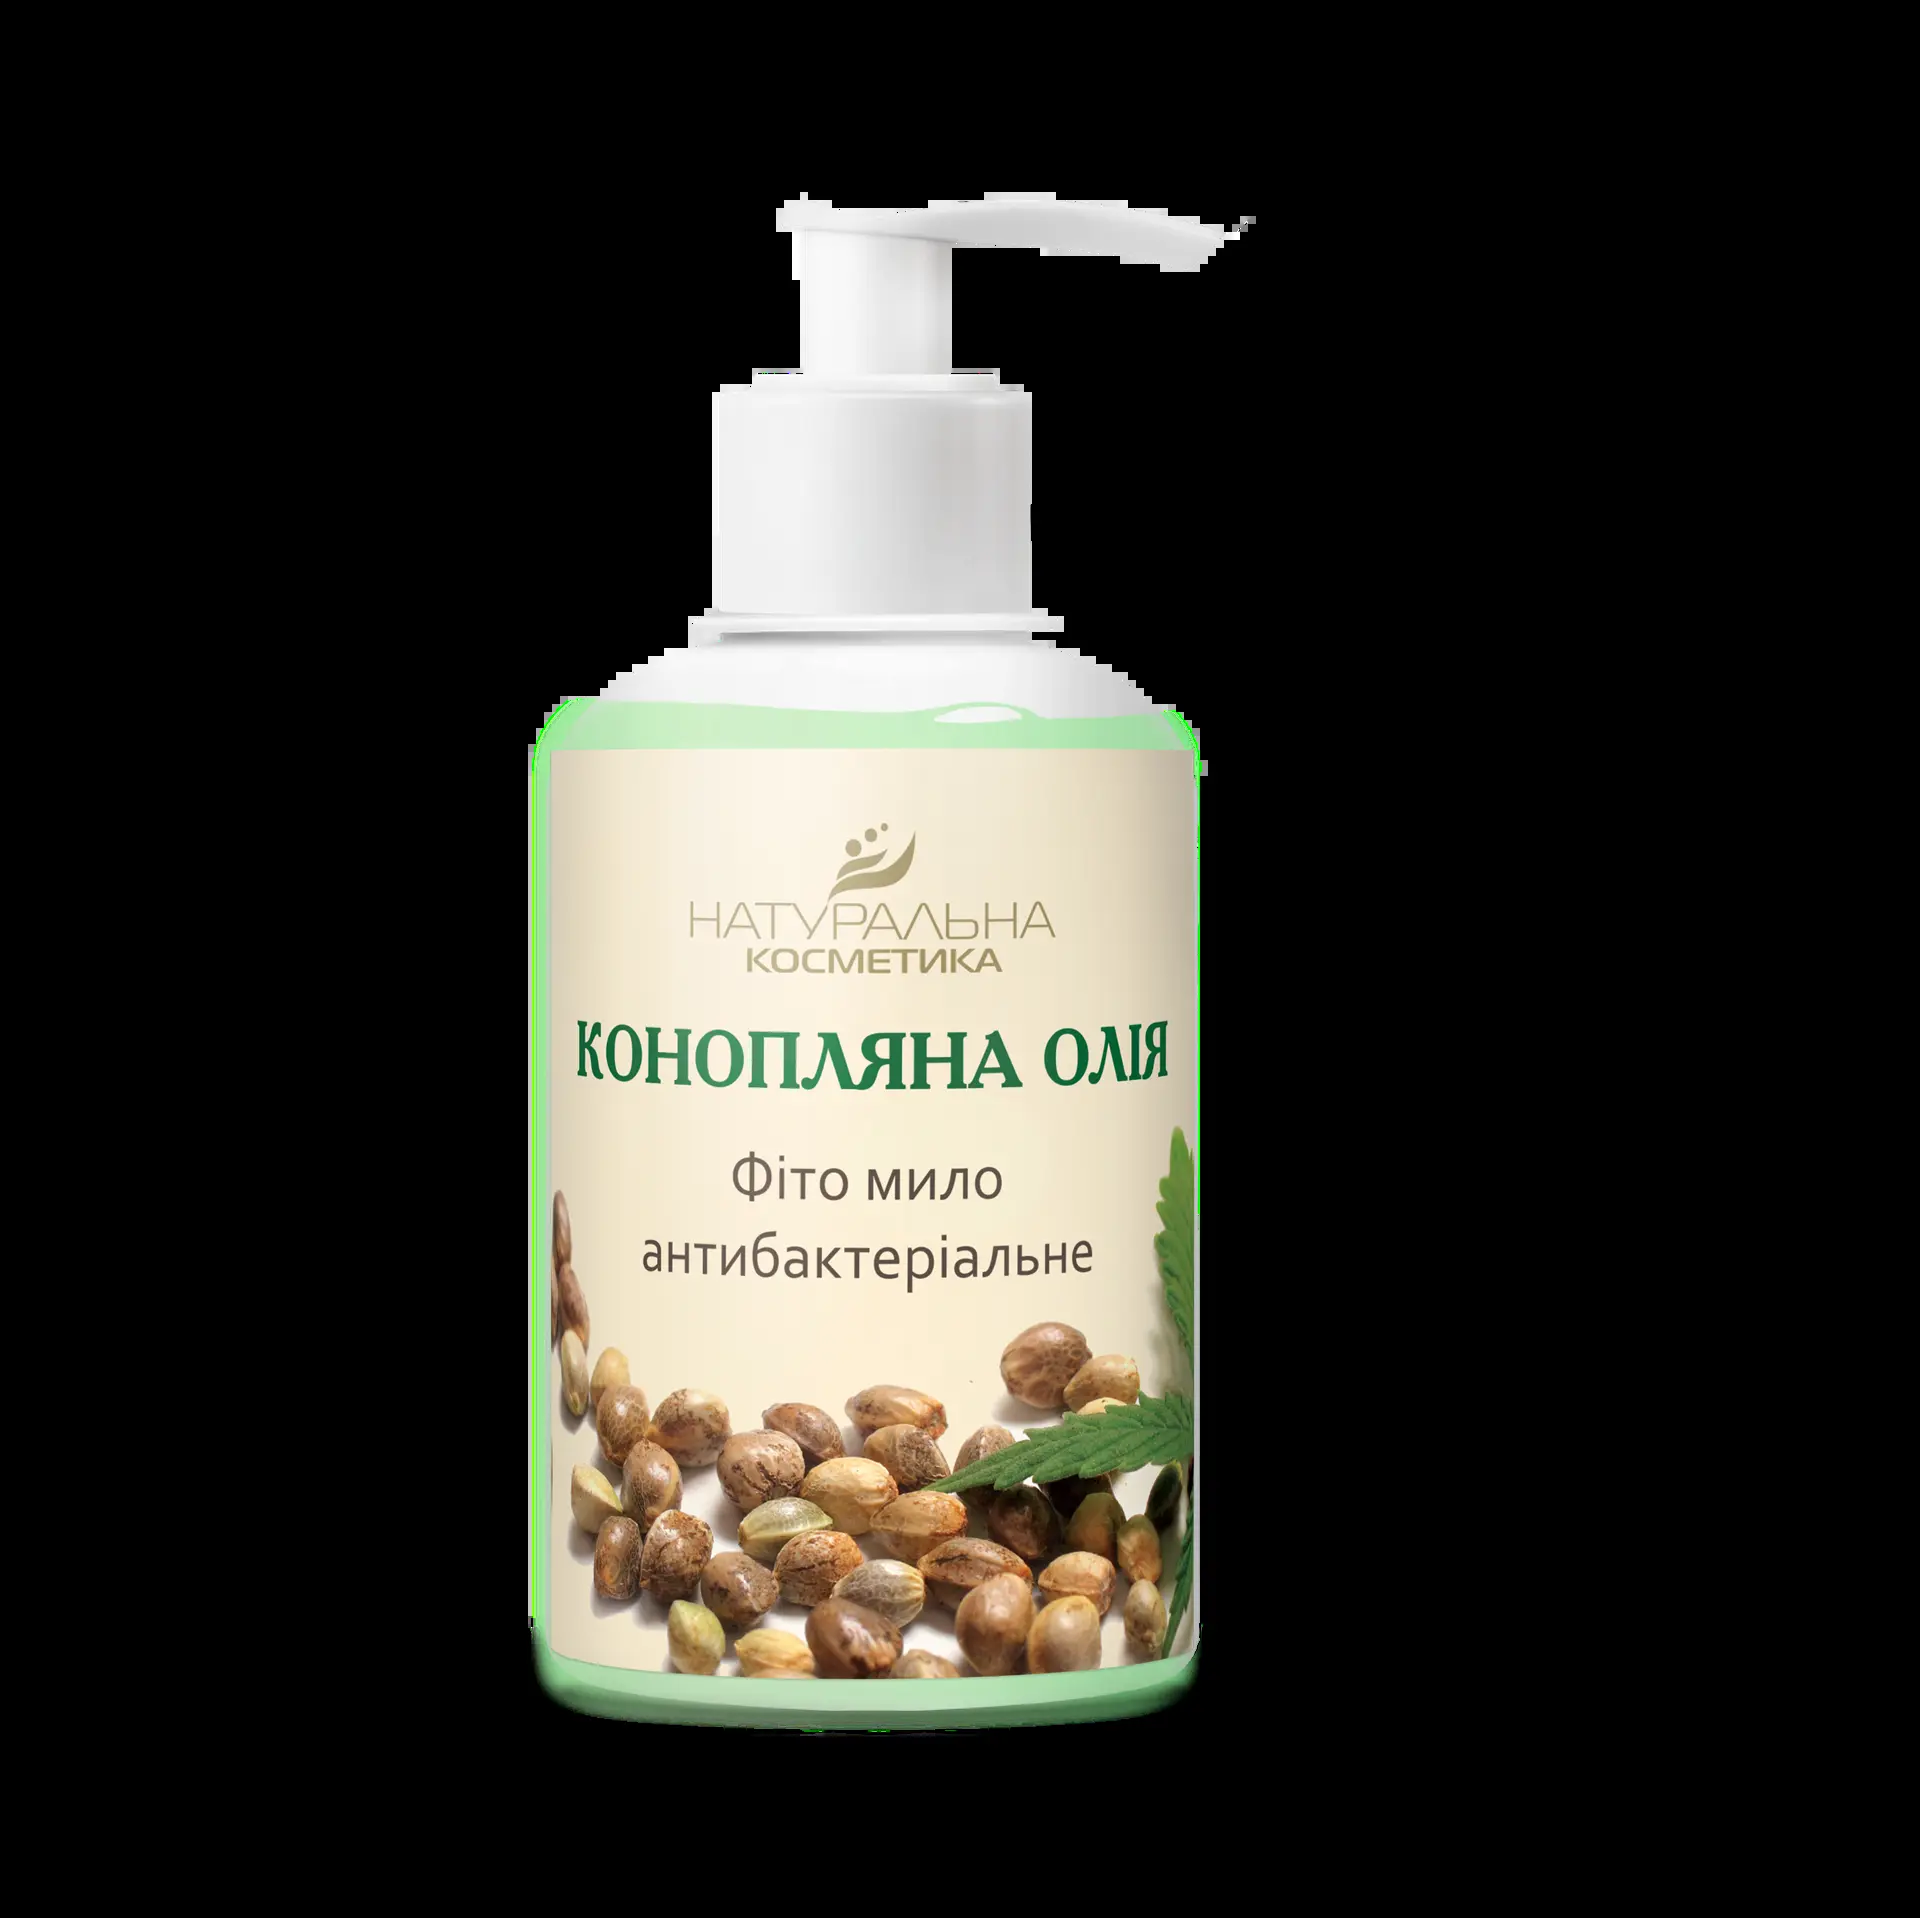 НАТУРАЛЬНА
КОСМЕТИКА
КОНОПЛЯНА ОЛІЯ
Фіто мило
антибактеріальне